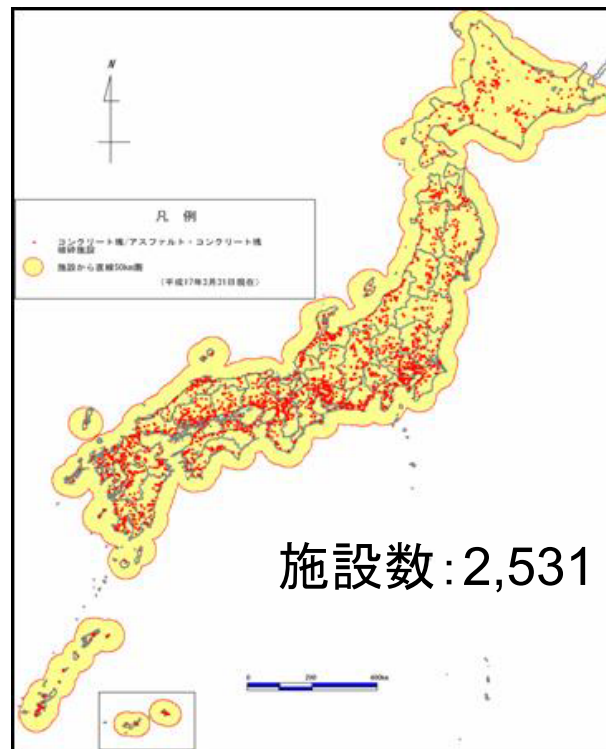 N
凡 例
コンクリート塊/アスファルト・コンクリート塊
破砕施設
施設から直線50km圏
(平成17年3月31日現在)
施設数:2,531
0 200 400km